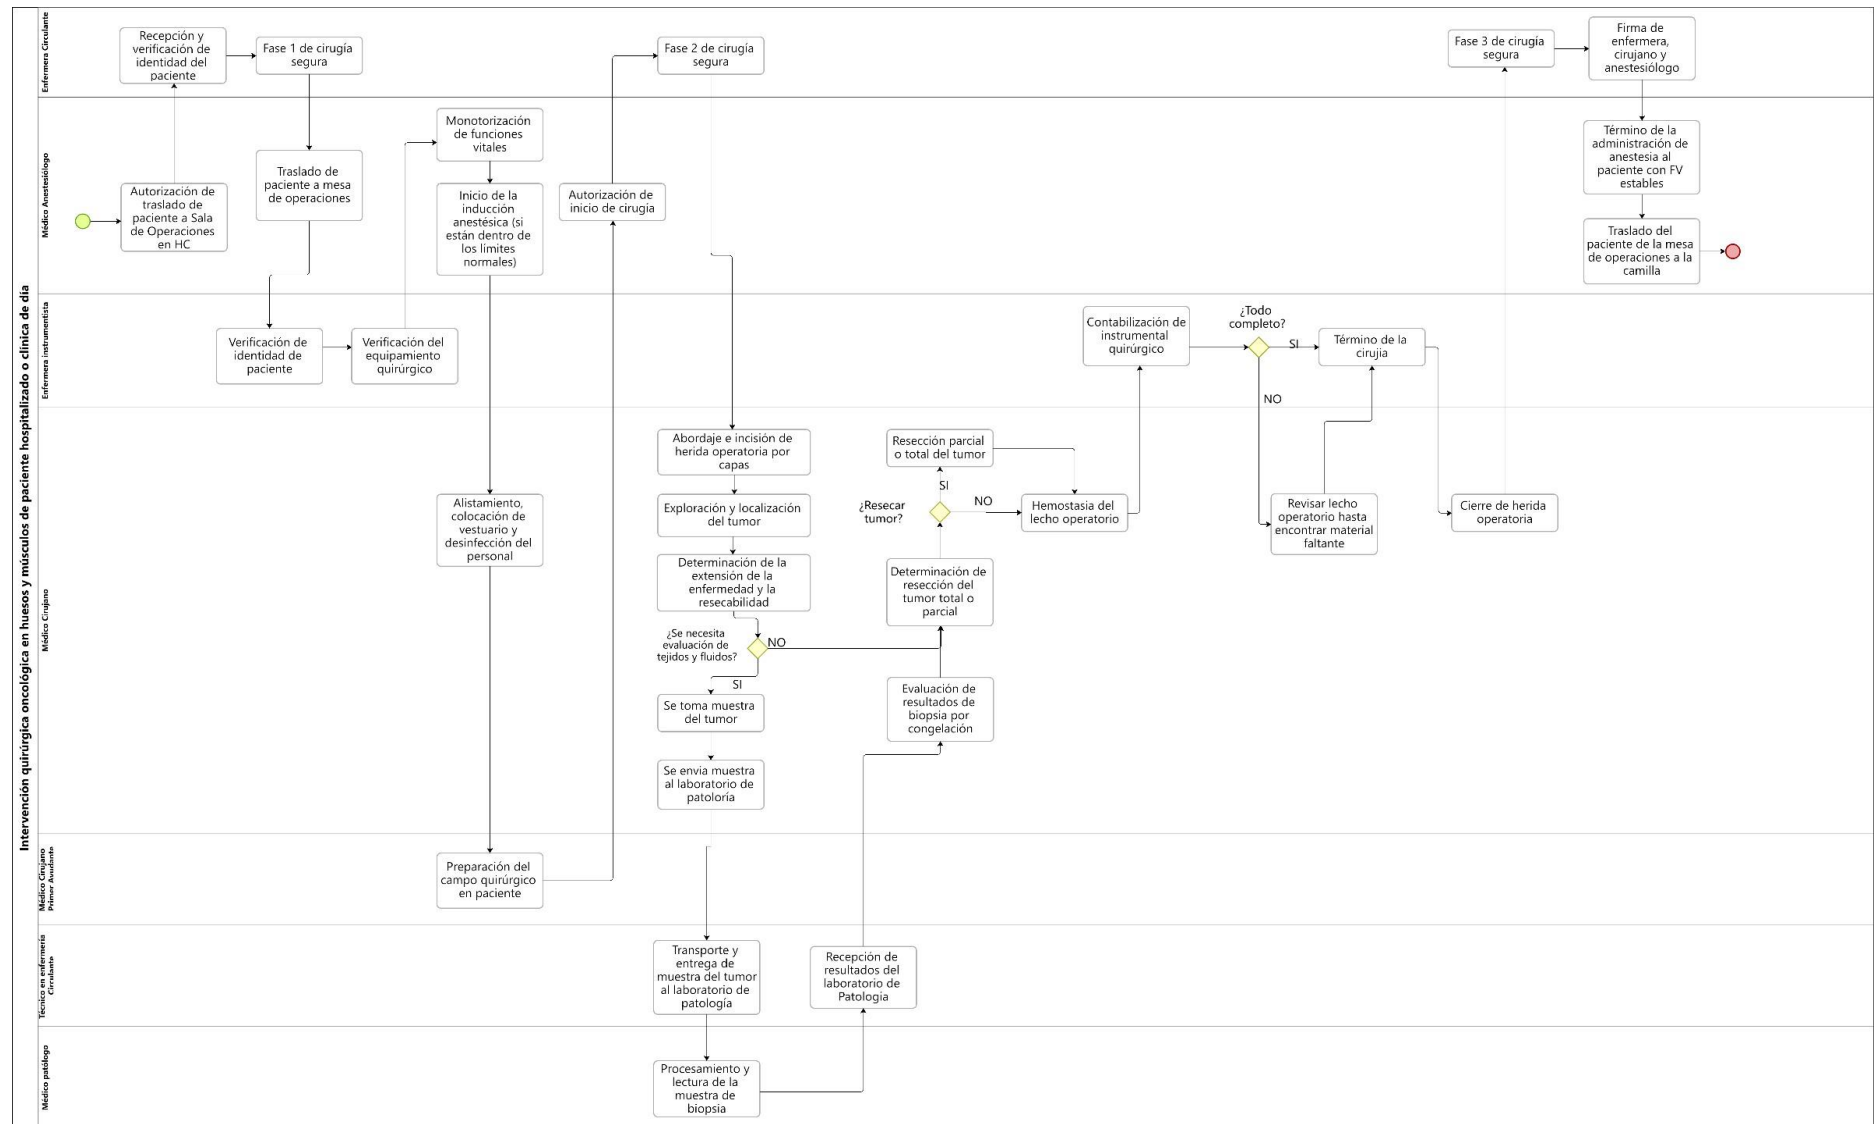 Intervención quirúrgica oncológica en huesos y músculos de paciente hospitalizado o clínica de día
Enfermera Circulante
Recepción y
verificación de
identidad del
paciente
Fase 1 de cirugía
segura
Fase 2 de cirugía
segura
Fase 3 de cirugía
segura
Firma de
enfermera,
cirujano y
anestesiólogo
Médico Anestesiólogo
Autorización de
traslado de
paciente a Sala
de Operaciones
en HC
Traslado de
paciente a mesa
de operaciones
Monotorización
de funciones
vitales
Inicio de la
inducción
anestésica (si
están dentro de
los límites
normales)
Autorización de
inicio de cirugía
Término de la
administración de
anestesia al
paciente con FV
estables
Traslado del
paciente de la mesa
de operaciones a la
camilla
Enfermera instrumentista
Verificación de
identidad de
paciente
Verificación del
equipamiento
quirúrgico
Contabilización de
instrumental
quirúrgico
¿Todo
completo?
SI
NO
Término de la
cirujia
Médico Cirujano
Alistamiento,
colocación de
vestuario y
desinfección del
personal
Abordaje e incisión de
herida operatoria por
capas
Exploración y localización
del tumor
Determinación de la
extensión de la
enfermedad y la
resecabilidad
¿Se necesita
evaluación de
tejidos y fluidos?
NO
SI
Se toma muestra
del tumor
Se envia muestra
al laboratorio de
patoloría
Resección parcial
o total del tumor
SI
¿Resecar
tumor?
NO
Hemostasia del
lecho operatorio
Determinación de
resección del
tumor total o
parcial
Evaluación de
resultados de
biopsia por
congelación
Revisar lecho
operatorio hasta
encontrar material
faltante
Cierre de herida
operatoria
Médico Cirujano
Primer Ayudante
Preparación del
campo quirúrgico
en paciente
Técnico en enfermería
Circulante
Transporte y
entrega de
muestra del tumor
al laboratorio de
patología
Recepción de
resultados del
laboratorio de
Patologia
Médico patólogo
Procesamiento y
lectura de la
muestra de
biopsia